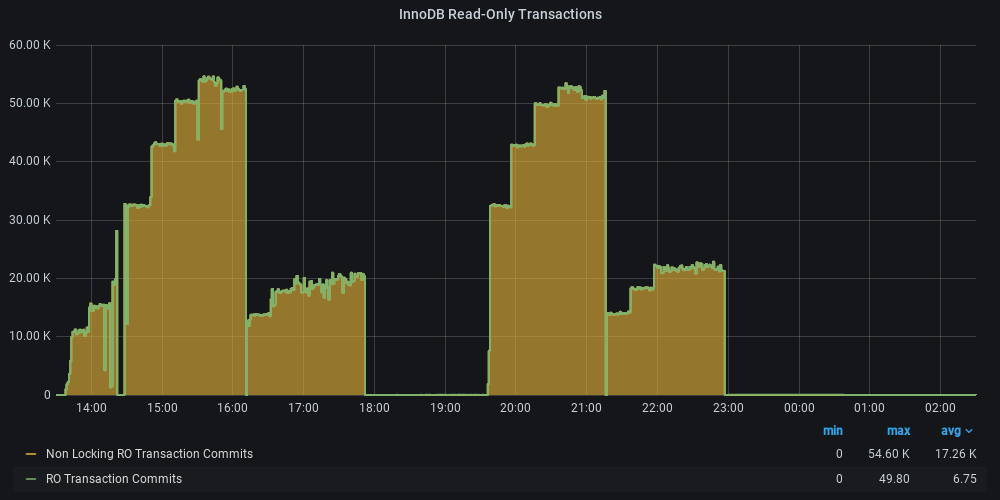 InnoDB Read-Only Transactions
60.00 K
50.00 K
40.00 K
30.00 K
20.00 K
10.00 K
0
14:00 15:00 16:00 17:00 18:00 19:00 20:00 21:00 22:00 23:00 00:00 01:00 02:00
min max avg
Non Locking RO Transaction Commits 0 54.60 K 17.26 K
RO Transaction Commits 0 49.80 6.75